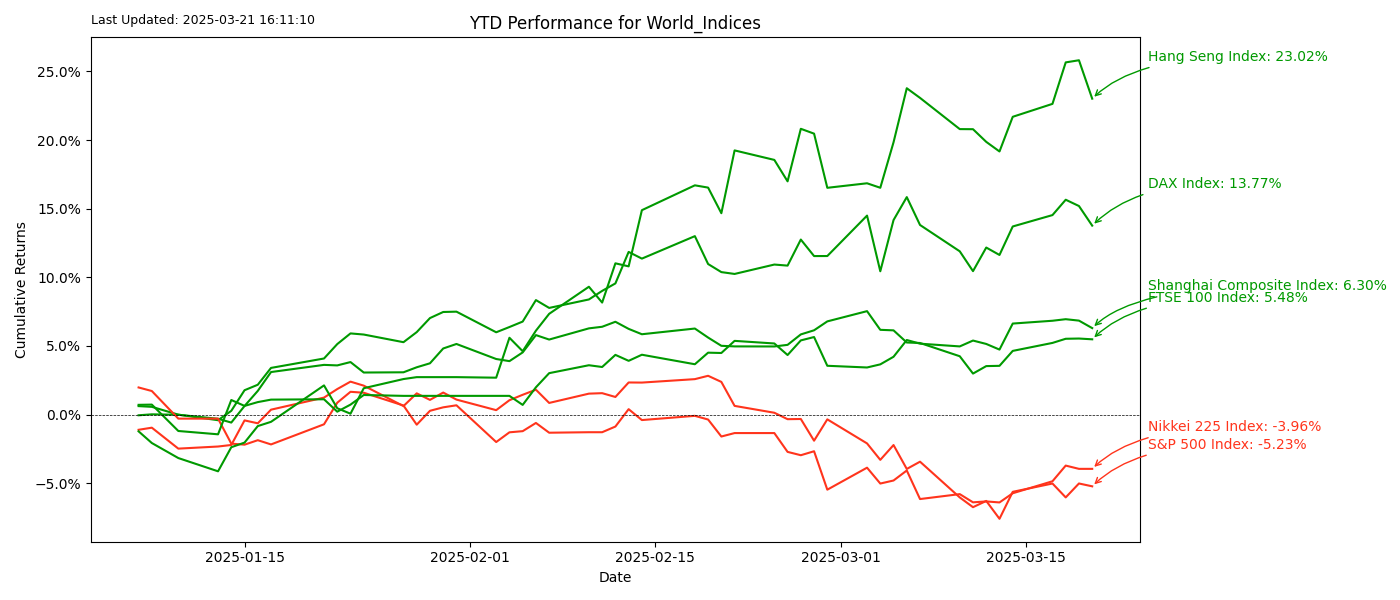 Last Updated: 2025-03-21 16:11:10
YTD Performance for World_Indices
Cumulative Returns
25.0%
20.0%
15.0%
10.0%
5.0%
0.0%
−5.0%
Hang Seng Index: 23.02%
DAX Index: 13.77%
Shanghai Composite Index: 6.30%
FTSE 100 Index: 5.48%
Nikkei 225 Index: -3.96%
S&P 500 Index: -5.23%
2025-01-15
2025-02-01
2025-02-15
2025-03-01
2025-03-15
Date